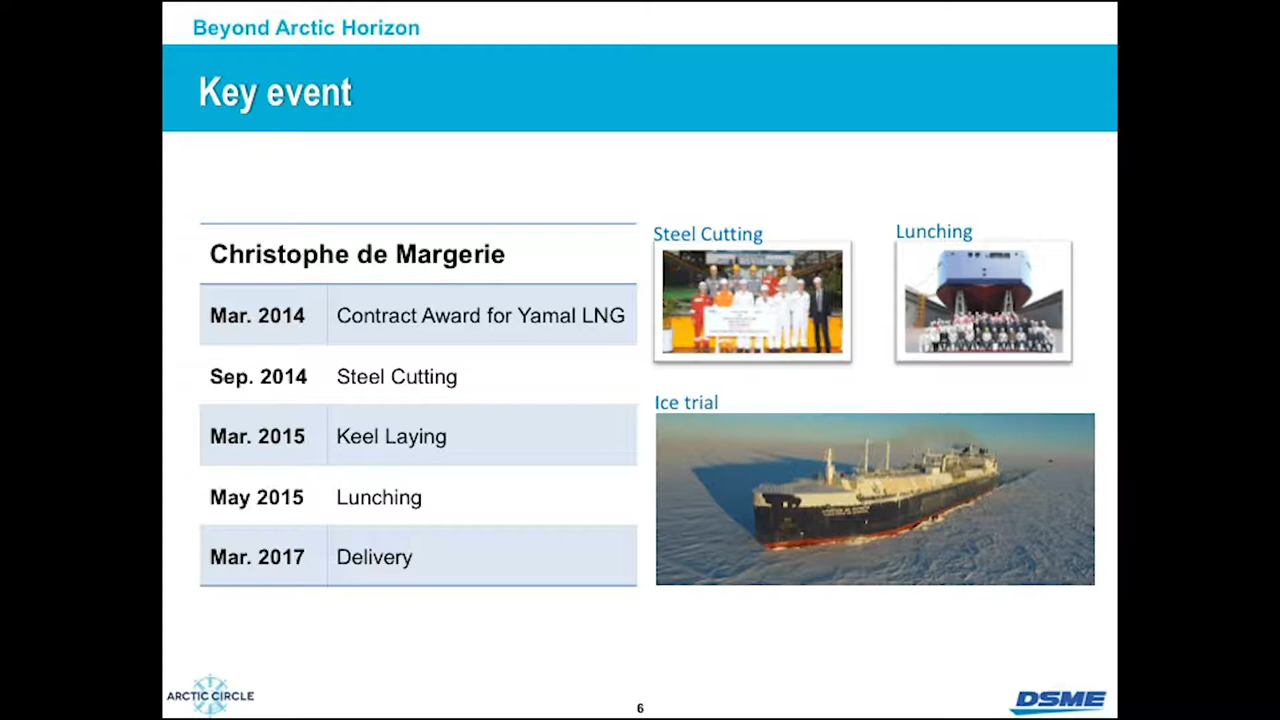 Beyond Arctic Horizon
Key event
Christophe de Margerie
Mar. 2014 Contract Award for Yamal LNG
Sep. 2014 Steel Cutting
Mar. 2015 Keel Laying
May 2015 Lunching
Mar. 2017 Delivery
Steel Cutting
Lunching
Ice trial
ARCTIC CIRCLE
6
DSME